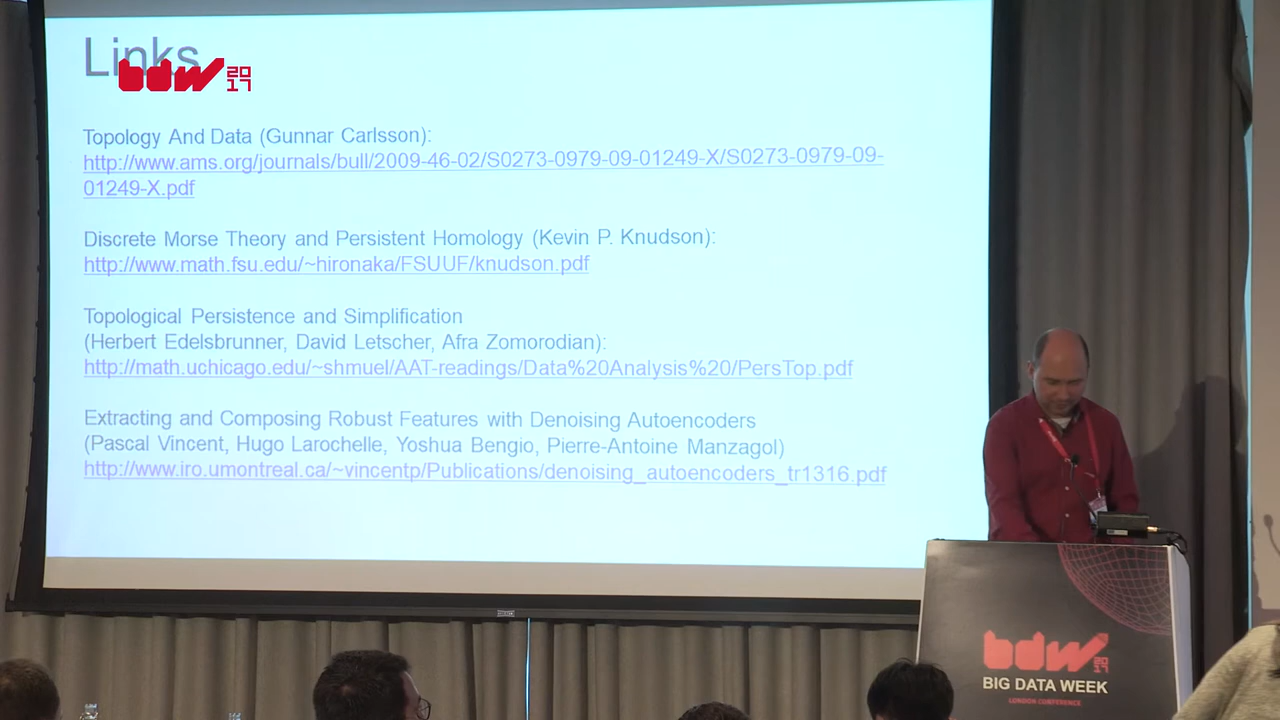 Links
bdw 2017
Topology And Data (Gunnar Carlsson):
http://www.ams.org/journals/bull/2009-46-02/S0273-0979-09-01249-X/S0273-0979-09-
01249-X.pdf
Discrete Morse Theory and Persistent Homology (Kevin P. Knudson):
http://www.math.fsu.edu/~hironaka/FSUUF/knudson.pdf
Topological Persistence and Simplification
(Herbert Edelsbrunner, David Letscher, Afra Zomorodian):
http://math.uchicago.edu/~shmuel/AAT-readings/Data%20Analysis%20/PersTop.pdf
Extracting and Composing Robust Features with Denoising Autoencoders
(Pascal Vincent, Hugo Larochelle, Yoshua Bengio, Pierre-Antoine Manzagol)
http://www.iro.umontreal.ca/~vincentp/Publications/denoising_autoencoders_tr1316.pdf
bdw 2017
BIG DATA WEEK
LONDON CONFERENCE